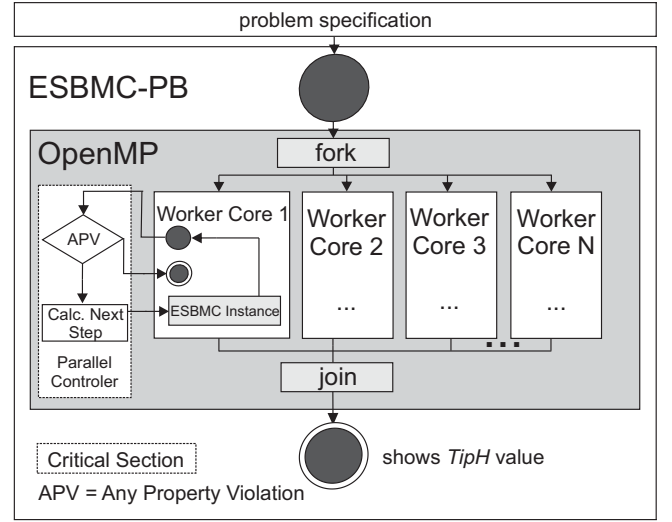 problem specification
ESBMC-PB
OpenMP
fork
Worker Core 1
APV
ESBMC Instance
Calc. Next
Step
Parallel
Controler
Worker
Core 2
...
Worker
Core 3
...
Worker
Core N
...
...
join
Critical Section
shows TipH value
APV = Any Property Violation